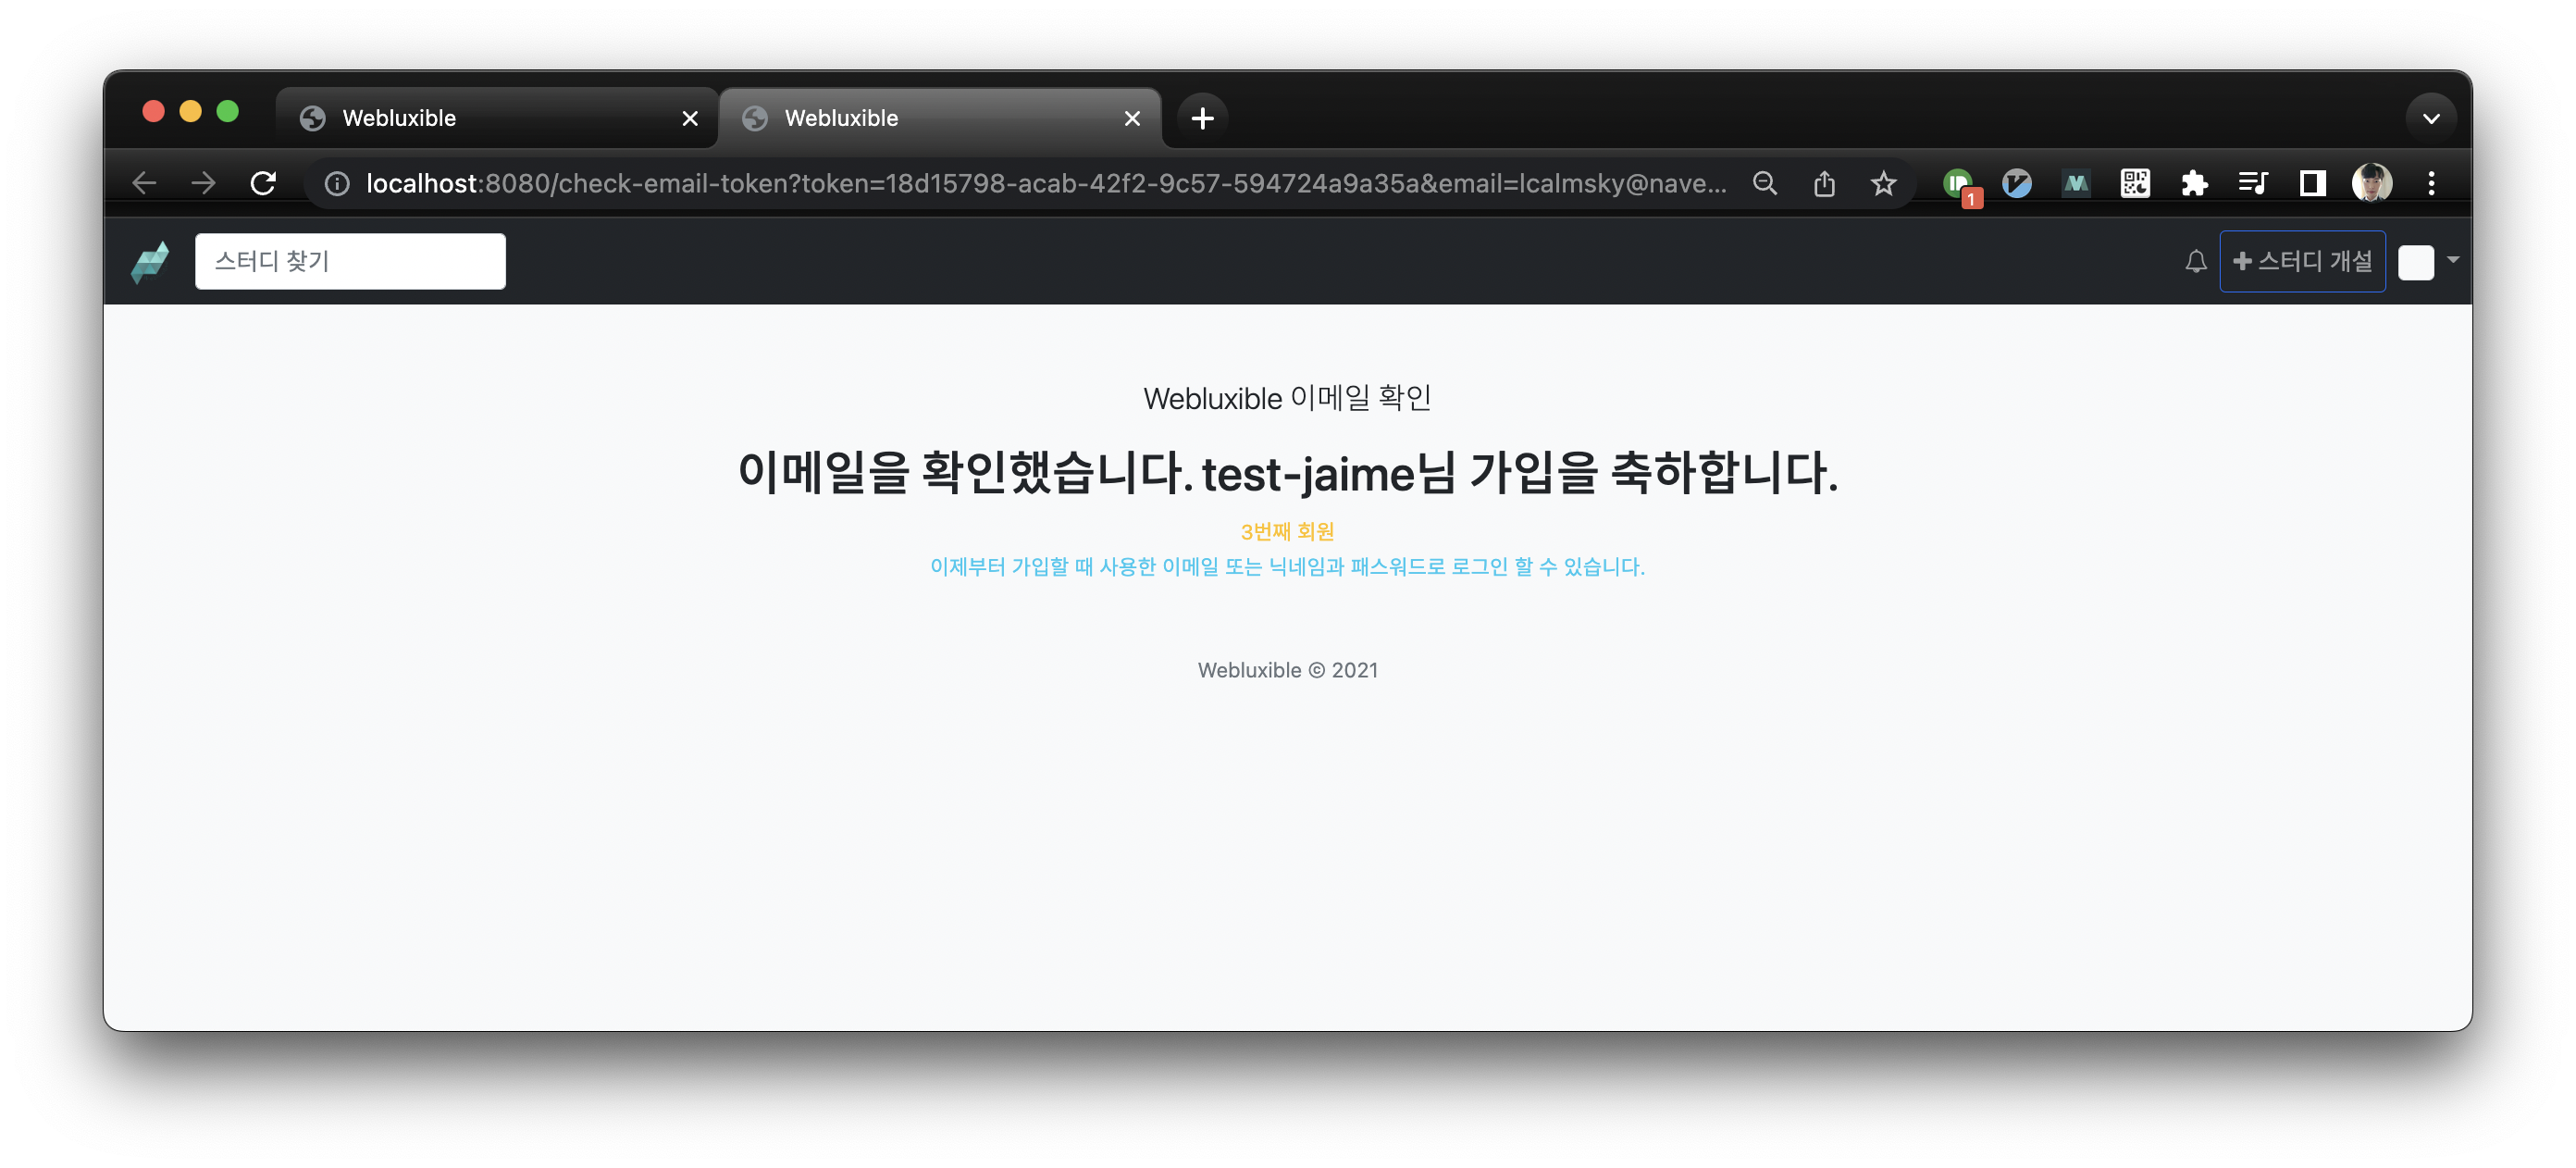 Webluxible
Webluxible
localhost:8080/check-email-token?token=18d15798-acab-42f2-9c57-594724a9a35a&email=lcalmsky@nave...
1
스터디 찾기
스터디 개설
Webluxible 이메일 확인
이메일을 확인했습니다. test-jaime님 가입을 축하합니다.
3번째 회원
이제부터 가입할 때 사용한 이메일 또는 닉네임과 패스워드로 로그인 할 수 있습니다.
Webluxible © 2021